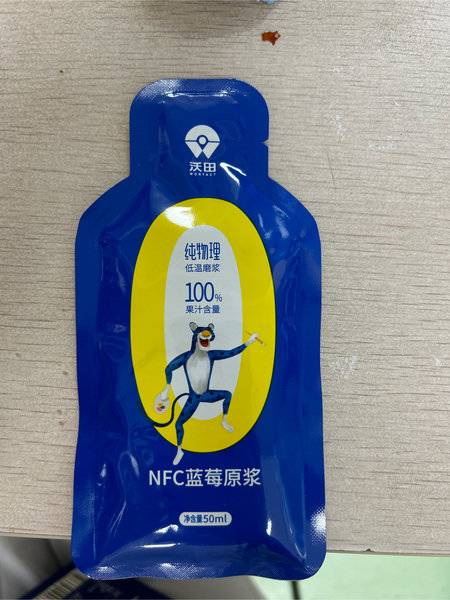 沃田
WORTACT
纯物理
低温磨浆
100%
果汁含量
NFC蓝莓原浆
净含量50ml